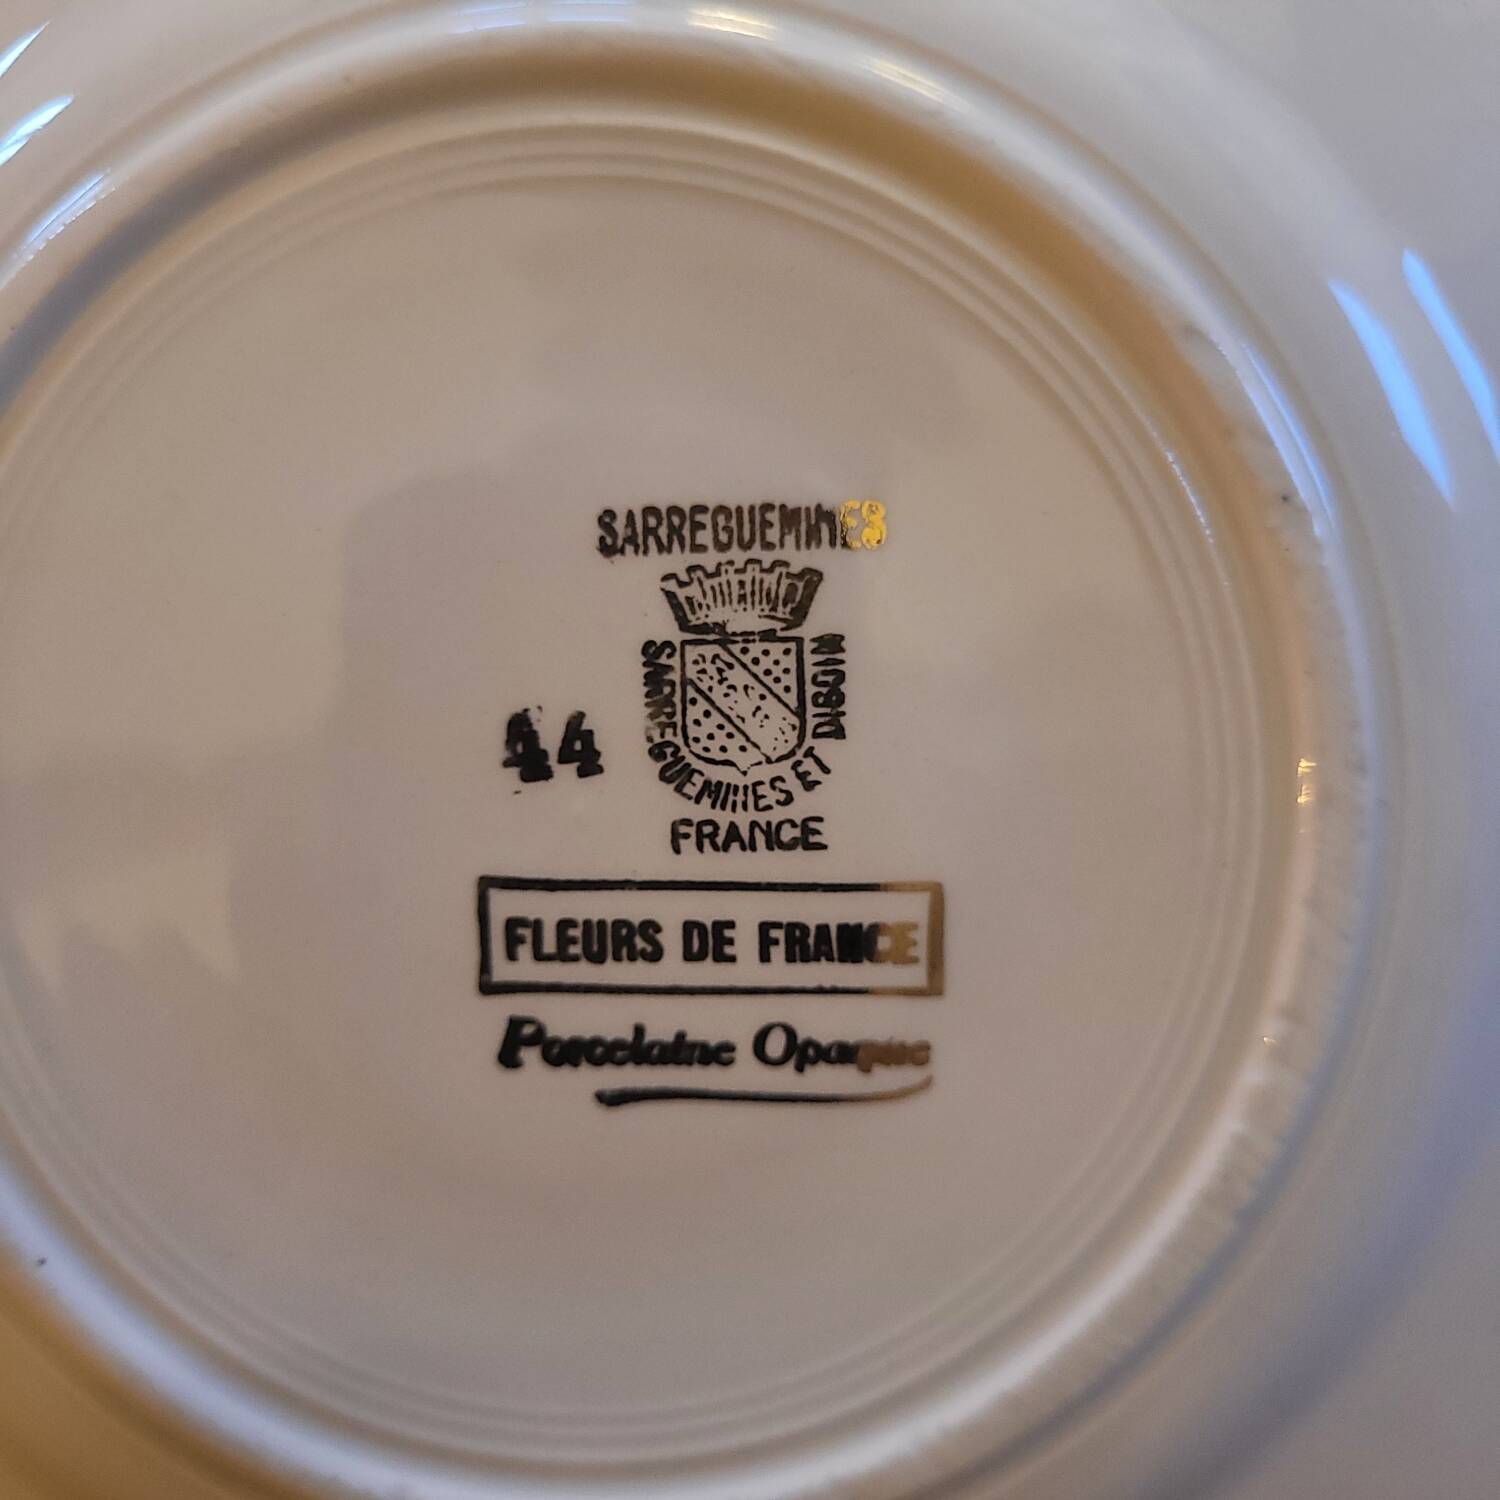 SARREGUEMINES
SARREGUEMINES ET DIGOIN
FRANCE
44
FLEURS DE FRANCE
Porcelaine Opaque